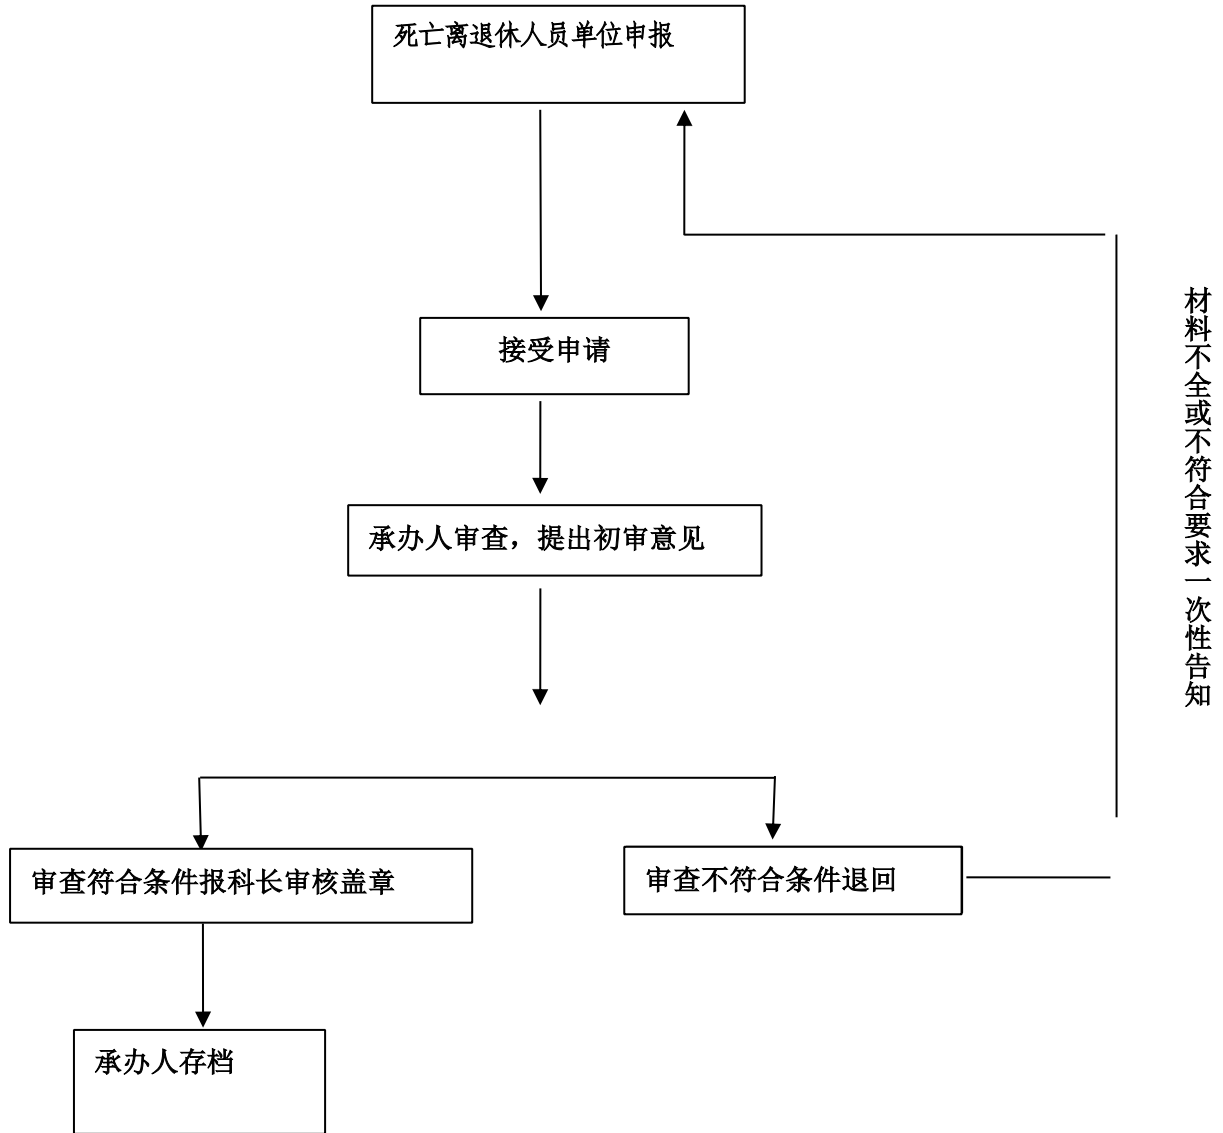 死亡离退休人员单位申报
接受申请
承办人审查，提出初审意见
审查符合条件报科长审核盖章
审查不符合条件退回
承办人存档
材料不全或不符合要求一次性告知